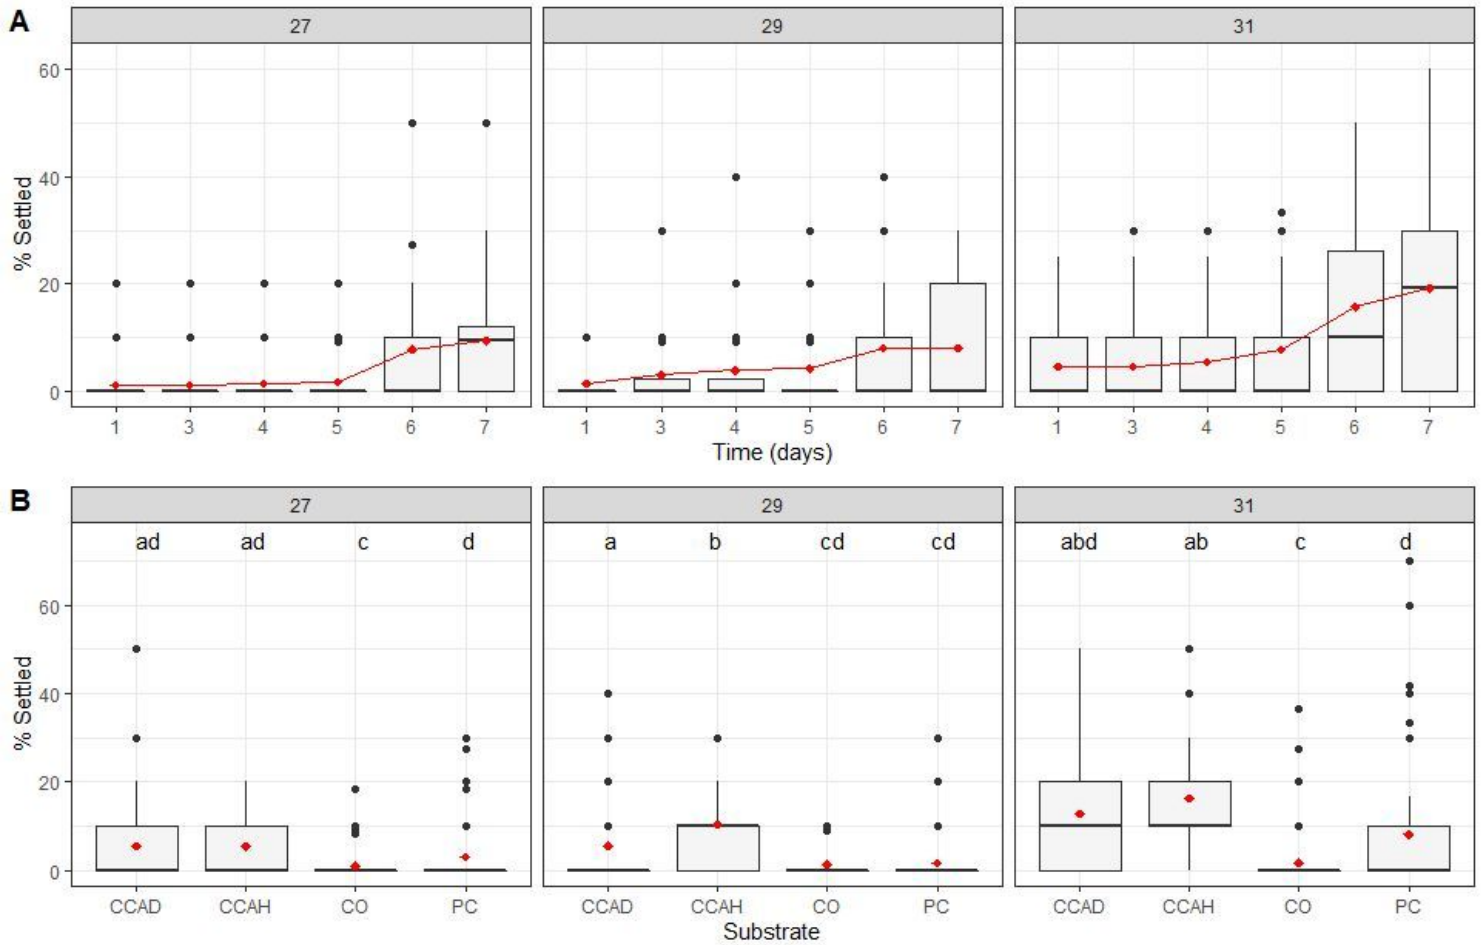 A
27 29 31
60
40
20
0
% Settled
1 3 4 5 6 7 1 3 4 5 6 7 1 3 4 5 6 7
Time (days)
B
27 29 31
ad ad c d a b cd cd abd ab c d
60
40
20
0
% Settled
CCAD CCAH CO PC CCAD CCAH CO PC CCAD CCAH CO PC
Substrate